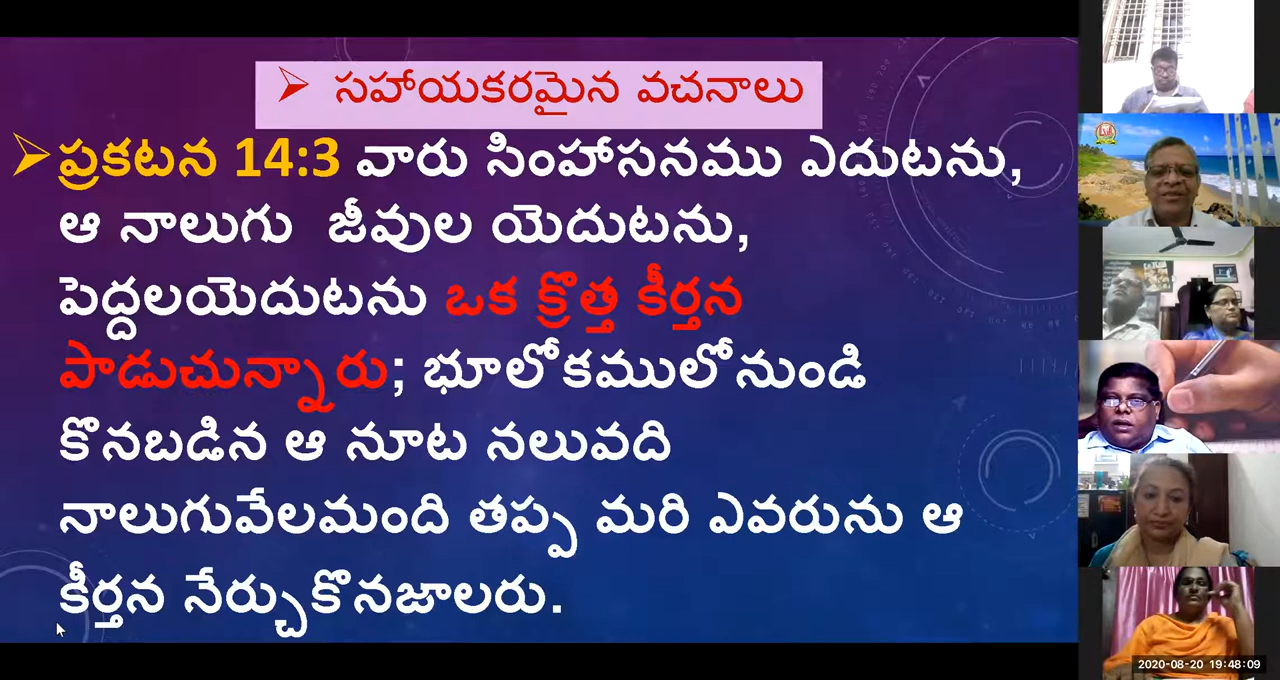 ➢ సహాయకరమైన వచనాలు
➢ప్రకటన 14:3 వారు సింహాసనము ఎదుటను,
ఆ నాలుగు జీవుల యెదుటను,
పెద్దలయెదుటను ఒక క్రొత్త కీర్తన
పాడుచున్నారు; భూలోకములోనుండి
కొనబడిన ఆ నూట నలువది
నాలుగువేలమంది తప్ప మరి ఎవరును ఆ
కీర్తన నేర్చుకొనజాలరు.
2020-08-20 19:48:09